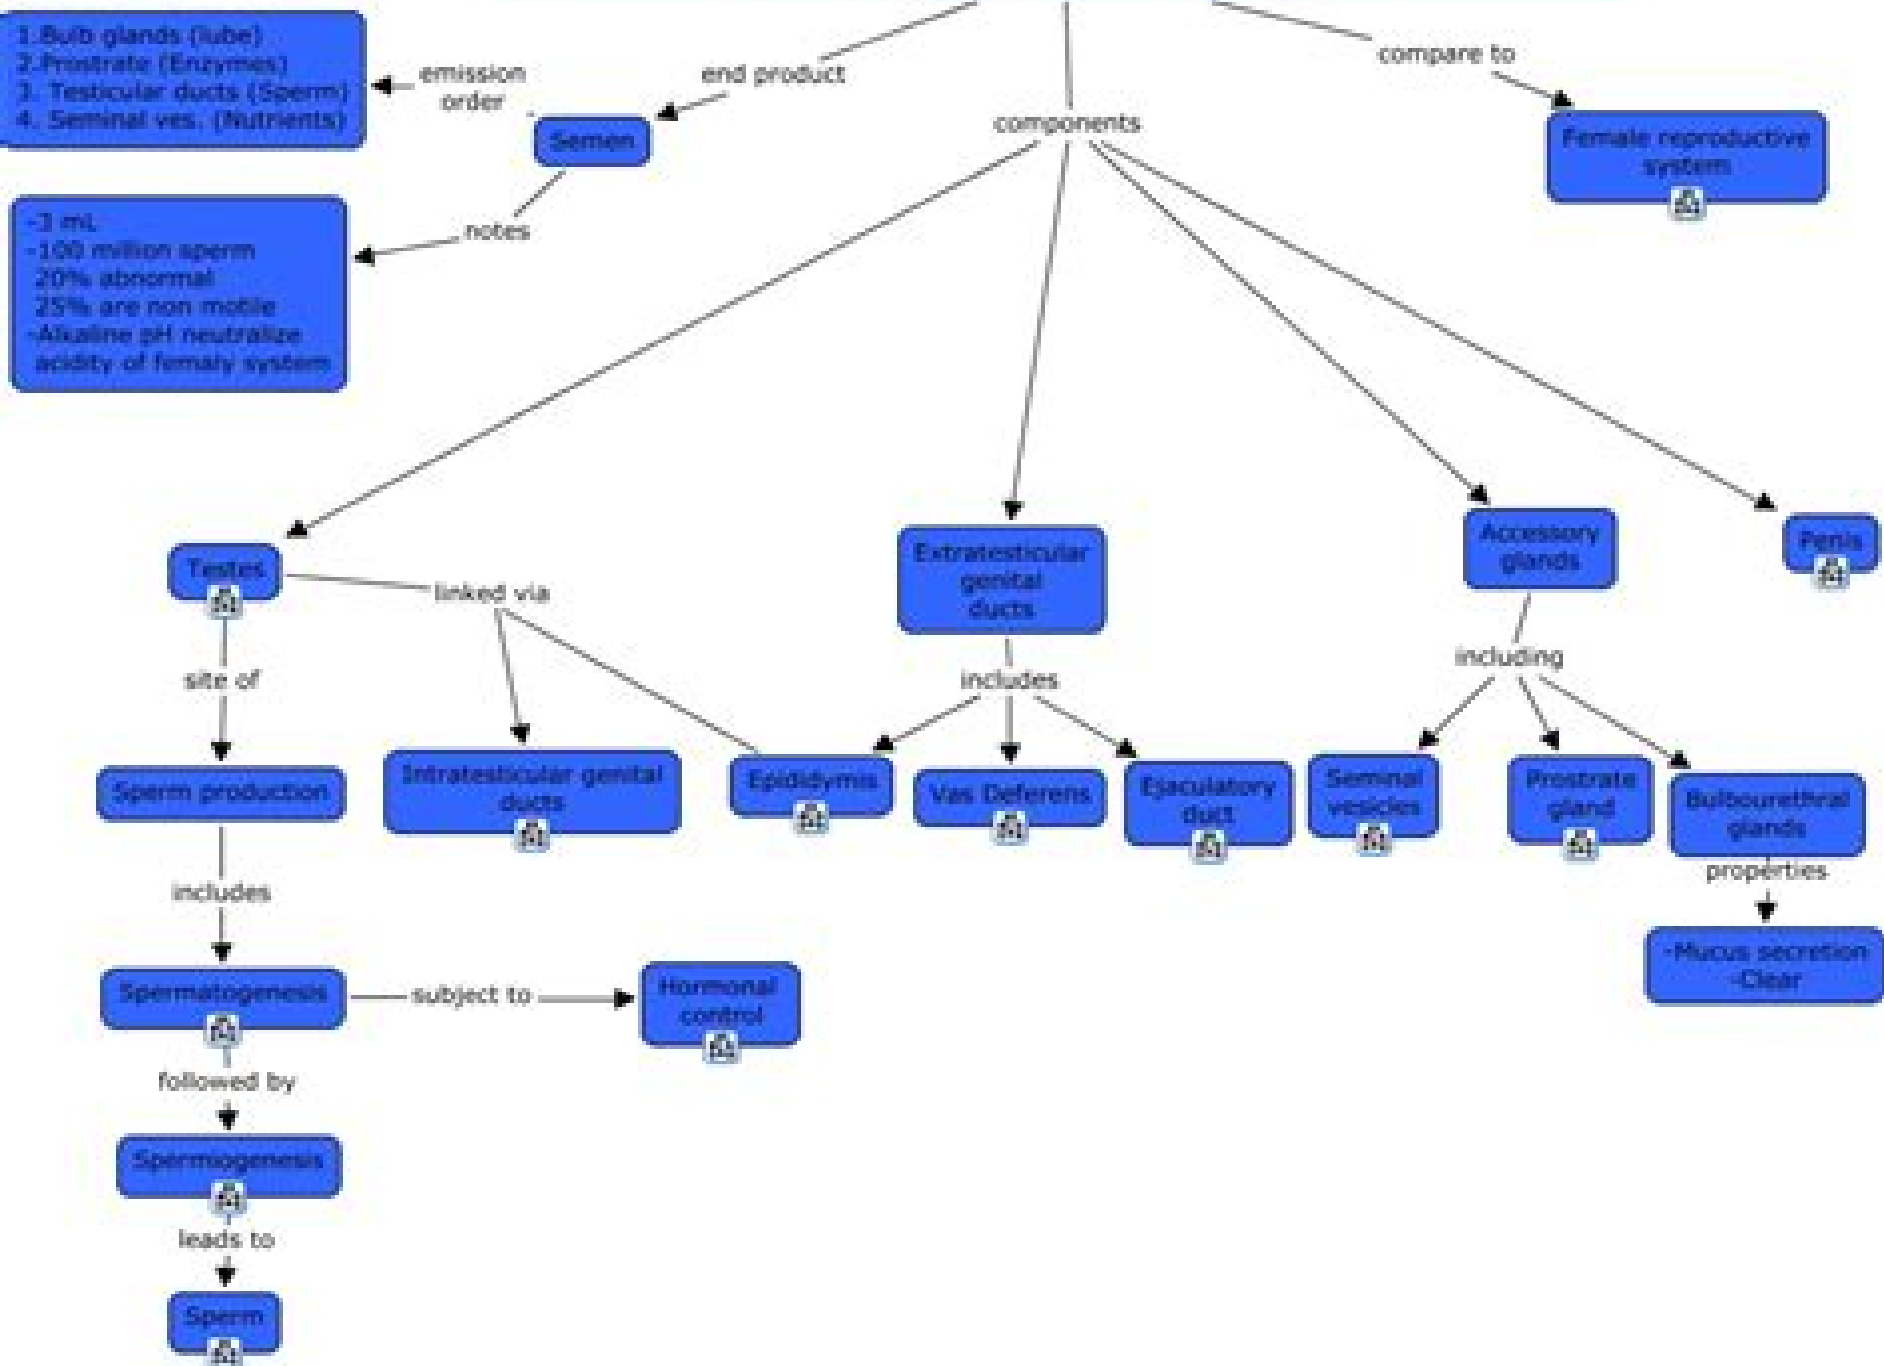 1.Bulb glands (lube)
2.Prostrate (Enzymes)
3. Testicular ducts (Sperm)
4. Seminal ves. (Nutrients)
emission
order
end product
compare to
Semen
components
Female reproductive
system
-3 mL
-100 million sperm
20% abnormal
25% are non motile
-Alkaline pH neutralize
acidity of femaly system
notes
Testes
linked via
Extratesticular
genital
ducts
Accessory
glands
Penis
site of
includes
including
Sperm production
Intratesticular genital
ducts
Epididymis
Vas Deferens
Ejaculatory
duct
Seminal
vesicles
Prostrate
gland
Bulbourethral
glands
includes
properties
-Mucus secretion
-Clear
Spermatogenesis
subject to
Hormonal
control
followed by
Spermiogenesis
leads to
Sperm